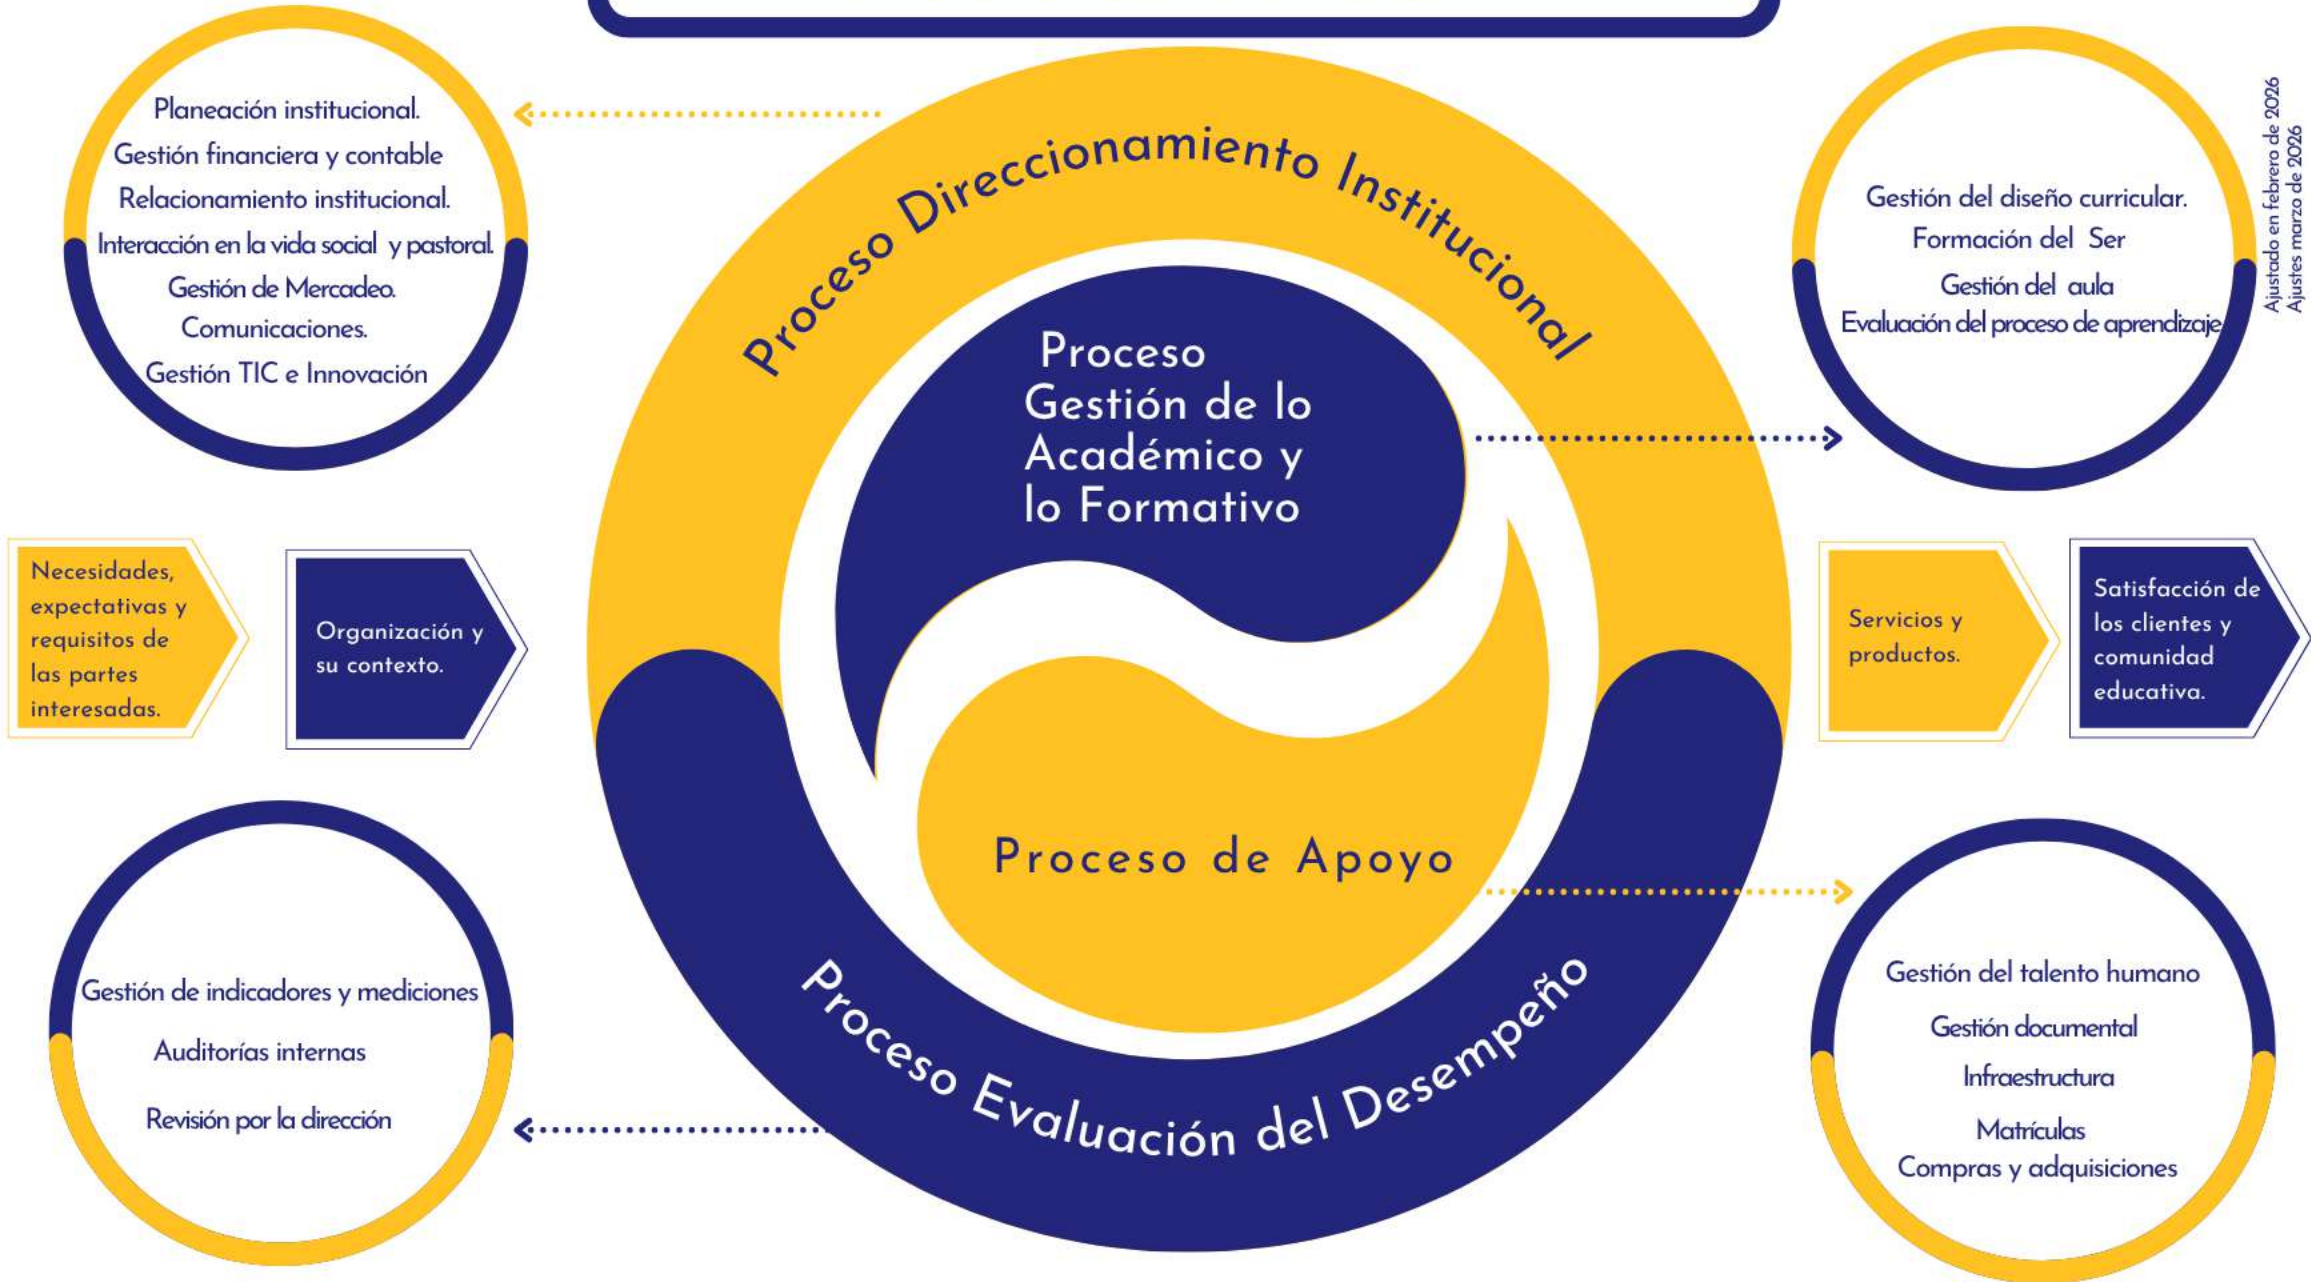 Planeación institucional.
Gestión financiera y contable
Relacionamiento institucional.
Interacción en la vida social y pastoral.
Gestión de Mercadeo.
Comunicaciones.
Gestión TIC e Innovación
Proceso Direccionamiento Institucional
Gestión del diseño curricular.
Formación del Ser
Gestión del aula
Evaluación del proceso de aprendizaje
Ajustado en febrero de 2026
Ajustes marzo de 2026
Proceso
Gestión de lo
Académico y
lo Formativo
Necesidades,
expectativas y
requisitos de
las partes
interesadas.
Organización y
su contexto.
Servicios y
productos.
Satisfacción de
los clientes y
comunidad
educativa.
Proceso de Apoyo
Proceso Evaluación del Desempeño
Gestión de indicadores y mediciones
Auditorías internas
Revisión por la dirección
Gestión del talento humano
Gestión documental
Infraestructura
Matrículas
Compras y adquisiciones